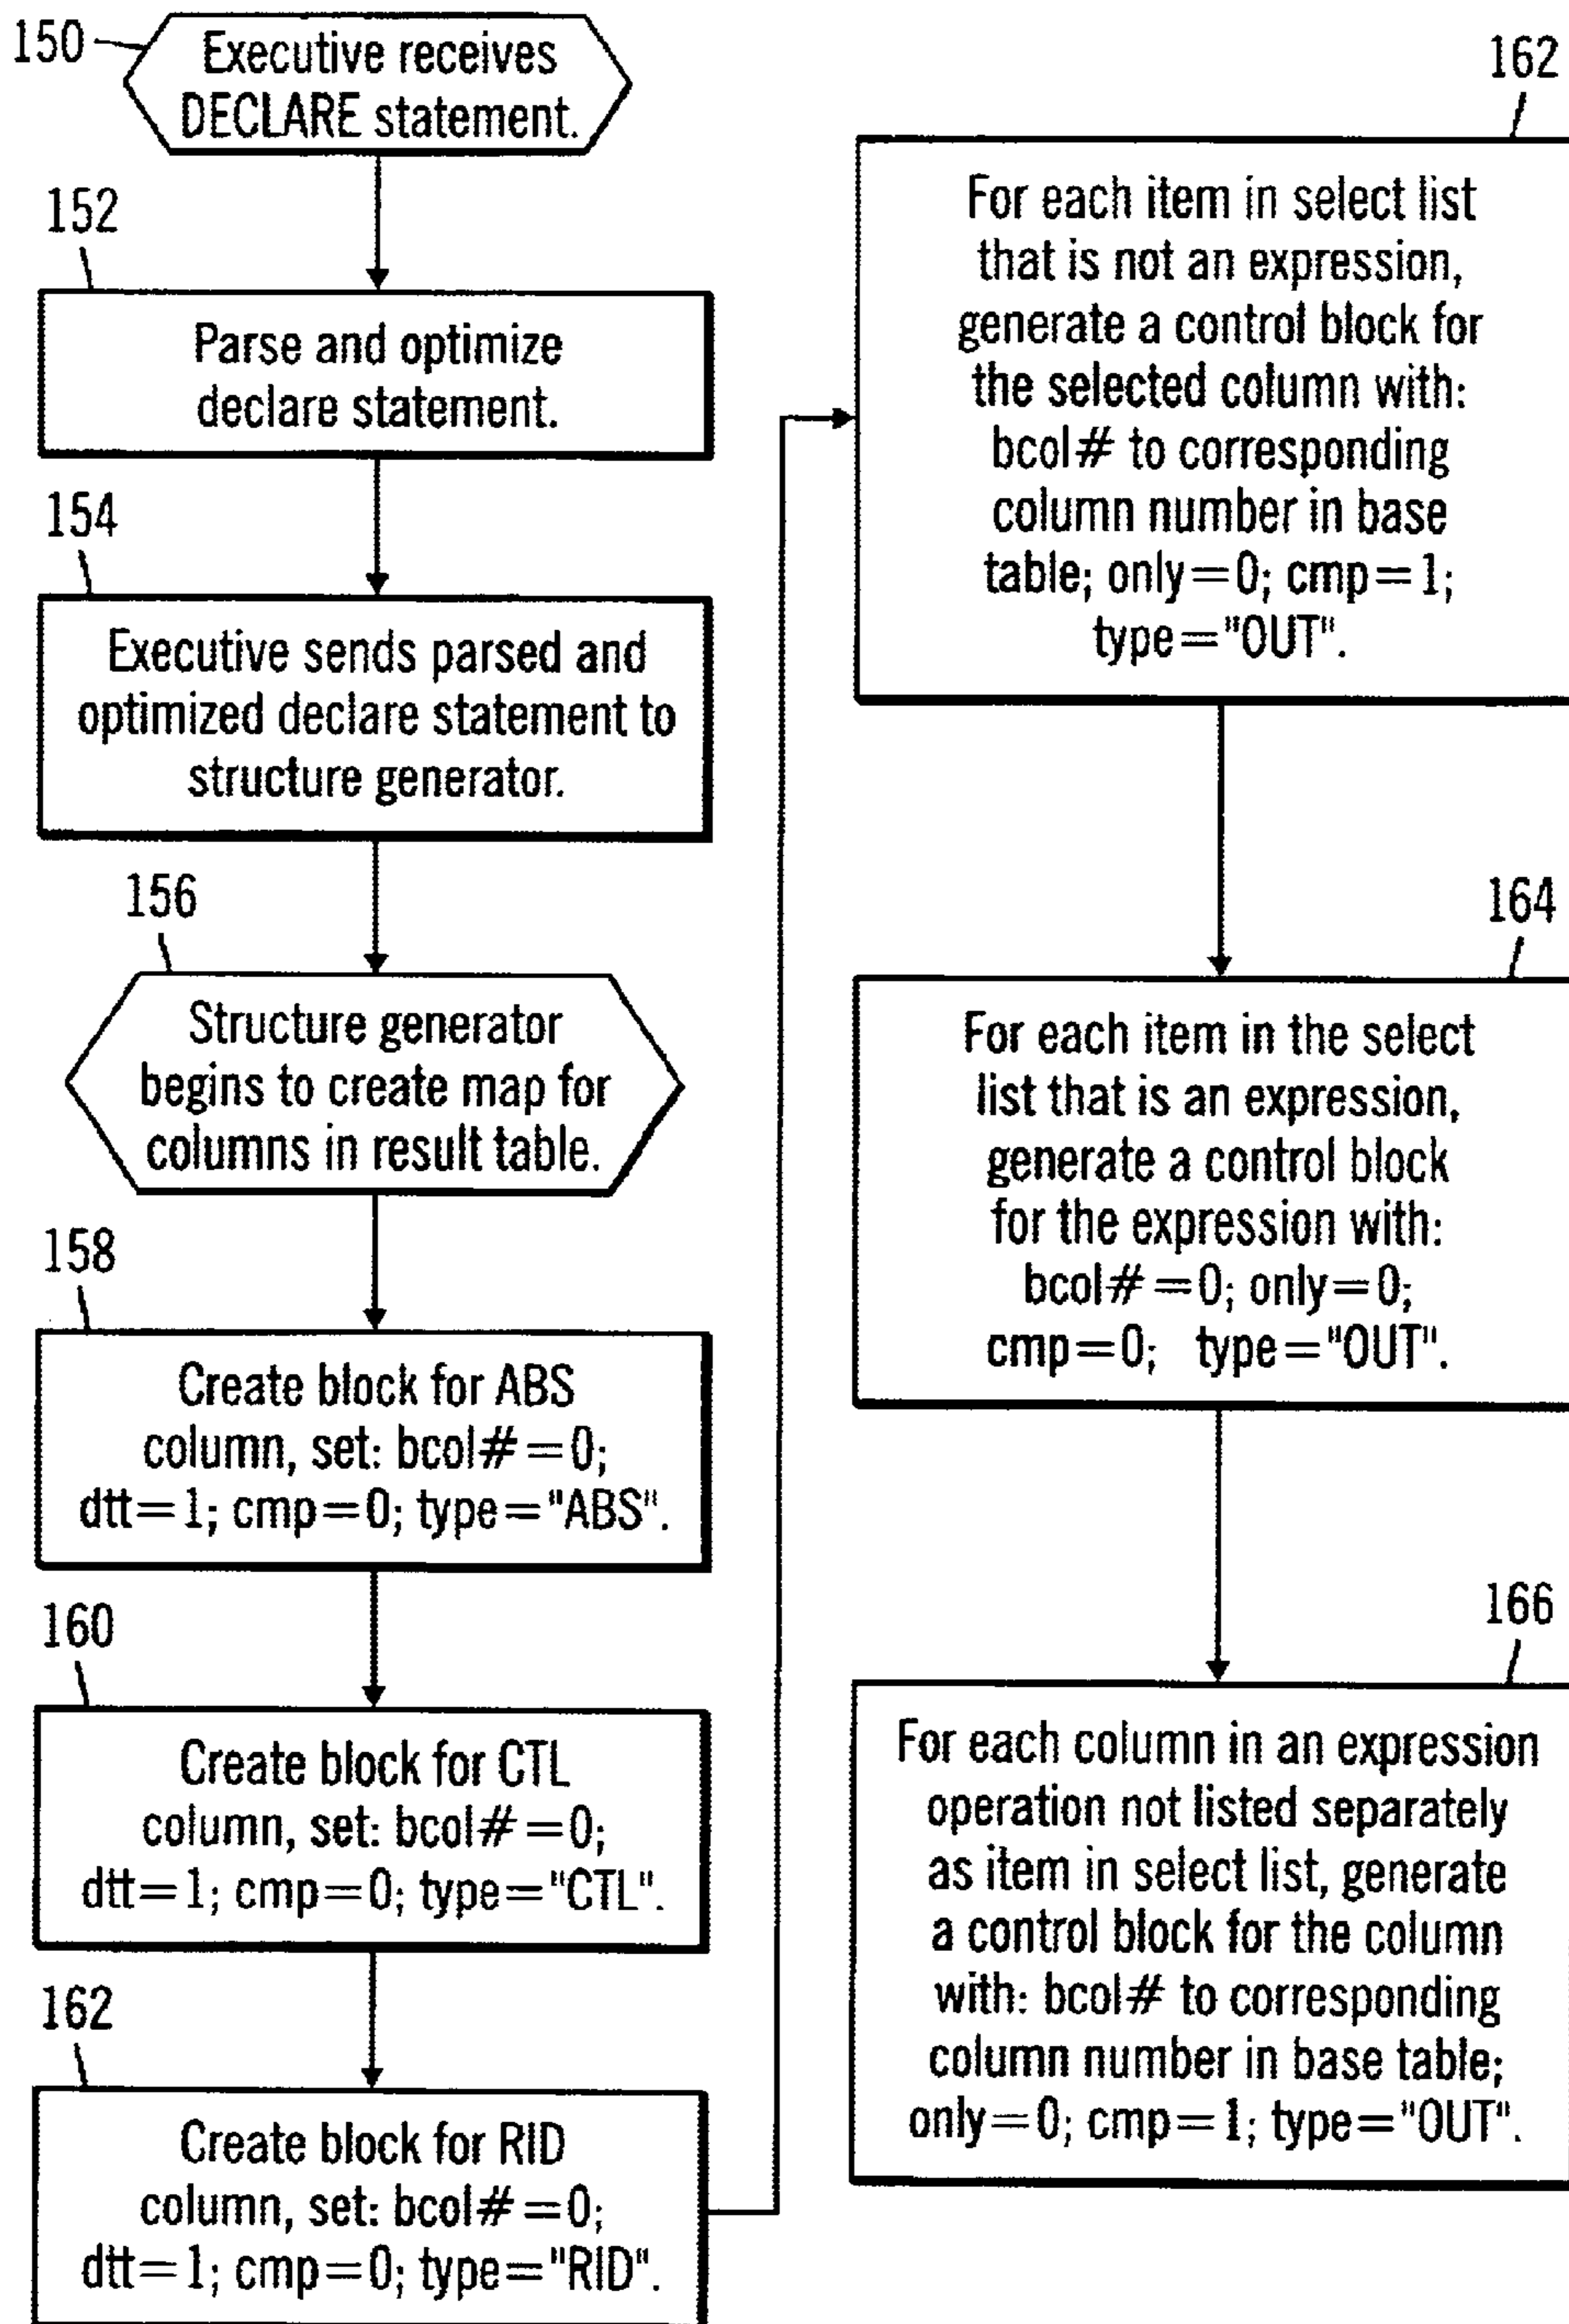 150
Executive receives
DECLARE statement.
152
Parse and optimize
declare statement.
154
Executive sends parsed and
optimized declare statement to
structure generator.
156
Structure generator
begins to create map for
columns in result table.
158
Create block for ABS
column, set: bcol#=0;
dtt=1; cmp=0; type="ABS".
160
Create block for CTL
column, set: bcol#=0;
dtt=1; cmp=0; type="CTL".
162
Create block for RID
column, set: bcol#=0;
dtt=1; cmp=0; type="RID".
162
For each item in select list
that is not an expression,
generate a control block for
the selected column with:
bcol# to corresponding
column number in base
table; only=0; cmp=1;
type="OUT".
164
For each item in the select
list that is an expression,
generate a control block
for the expression with:
bcol#=0; only=0;
cmp=0; type="OUT".
166
For each column in an expression
operation not listed separately
as item in select list, generate
a control block for the column
with: bcol# to corresponding
column number in base table;
only=0; cmp=1; type="OUT".